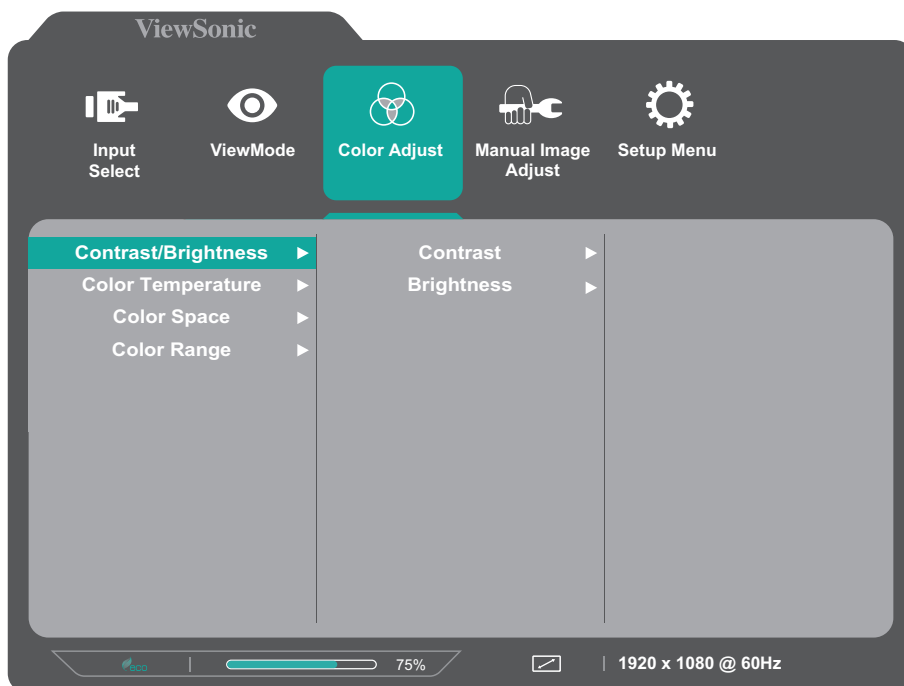 ViewSonic
Input
Select
ViewMode
Color Adjust
Manual Image
Adjust
Setup Menu
Contrast/Brightness
Color Temperature
Color Space
Color Range
Contrast
Brightness
eco
75%
1920 x 1080 @ 60Hz